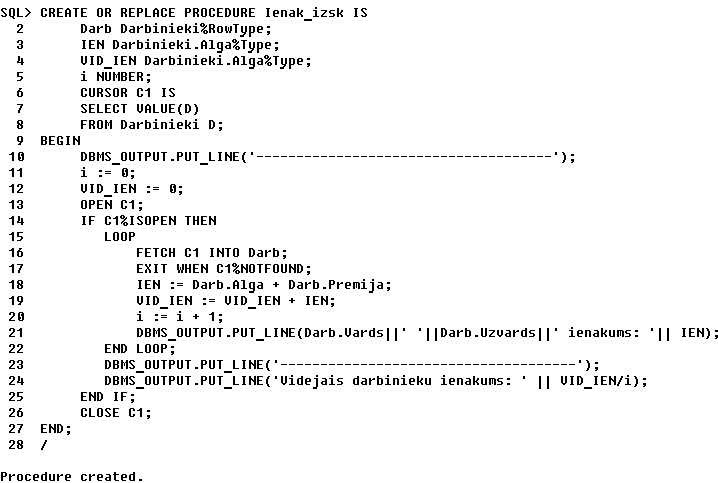 SQL> CREATE OR REPLACE PROCEDURE Ienak_izsk IS
  2       Darb Darbinieki%RowType;
  3       IEN Darbinieki.Alga%Type;
  4       VID_IEN Darbinieki.Alga%Type;
  5       i NUMBER;
  6       CURSOR C1 IS
  7       SELECT VALUE(D)
  8       FROM Darbinieki D;
  9  BEGIN
 10       DBMS_OUTPUT.PUT_LINE('-------------------------------------');
 11       i := 0;
 12       VID_IEN := 0;
 13       OPEN C1;
 14       IF C1%ISOPEN THEN
 15          LOOP
 16              FETCH C1 INTO Darb;
 17              EXIT WHEN C1%NOTFOUND;
 18              IEN := Darb.Alga + Darb.Premija;
 19              VID_IEN := VID_IEN + IEN;
 20              i := i + 1;
 21              DBMS_OUTPUT.PUT_LINE(Darb.Vards||' '||Darb.Uzvards||' ienakums: '|| IEN);
 22          END LOOP;
 23          DBMS_OUTPUT.PUT_LINE('-------------------------------------');
 24          DBMS_OUTPUT.PUT_LINE('Videjais darbinieku ienakums: ' || VID_IEN/i);
 25       END IF;
 26       CLOSE C1;
 27  END;
 28  /
Procedure created.